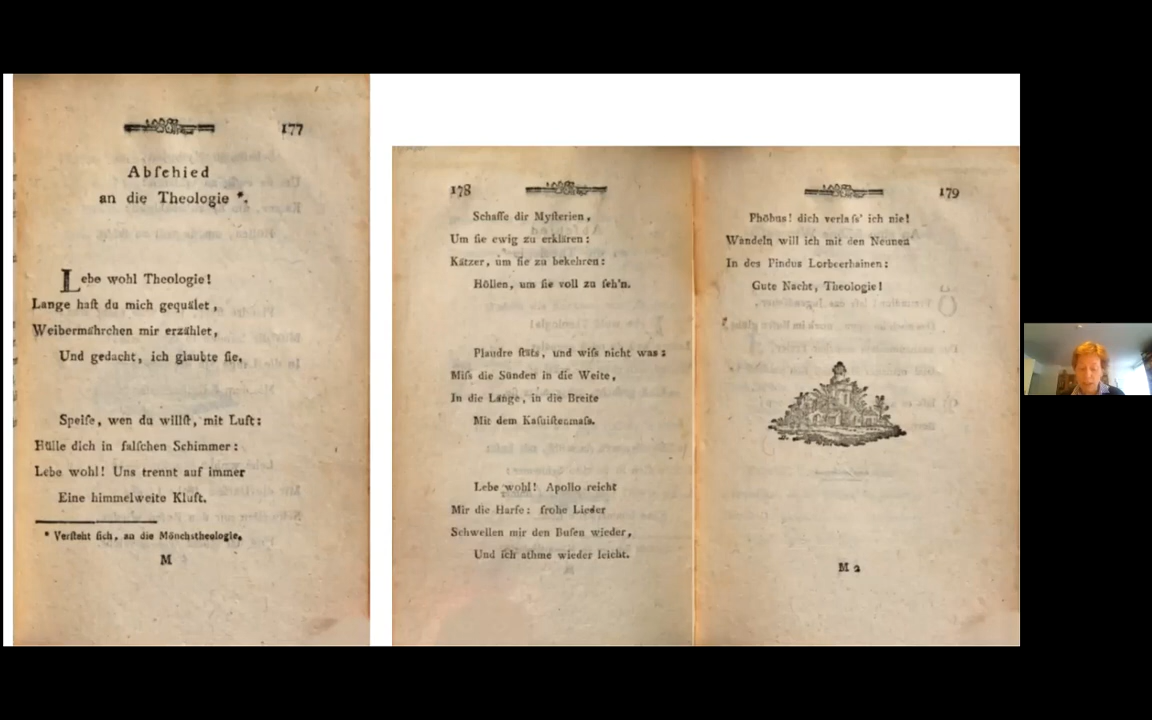 177
Abſchied
an die Theologie *.
Lebe wohl Theologie!
Lange haſt du mich gequälet,
Weibermährchen mir erzählet,
Und gedacht, ich glaubte ſie.
Speiſe, wen du willſt, mit Luft:
Hülle dich in falſchen Schimmer:
Lebe wohl! Uns trennt auf immer
Eine himmelweite Kluft.
* Verſteht ſich, an die Mönchstheologie.
M
178
Schaffe dir Myſterien,
Um ſie ewig zu erklären:
Kätzer, um ſie zu bekehren:
Höllen, um ſie voll zu ſeh'n.
Plaudre ſtäts, und wiſs nicht was:
Miſs die Sünden in die Weite,
In die Länge, in die Breite
Mit dem Kaſuiſtenmaſs.
Lebe wohl! Apollo reicht
Mir die Harfe: frohe Lieder
Schwellen mir den Buſen wieder,
Und ich athme wieder leicht.
179
Phöbus! dich verlaſs' ich nie!
Wandeln will ich mit den Neunen
In des Pindus Lorbeerhainen:
Gute Nacht, Theologie!
M 2